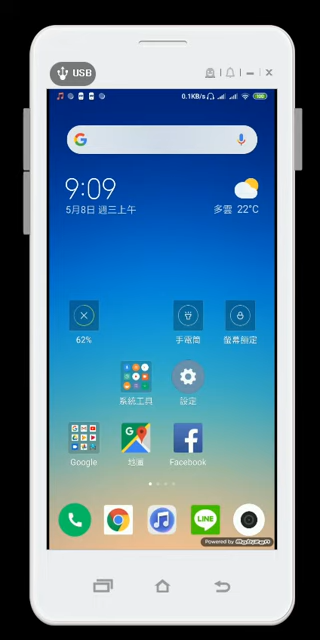 USB
0.1KB/s
9:09
5月8日 週三上午
多雲 22°C
62%
手電筒
螢幕鎖定
系統工具
設定
Google
地圖
Facebook
LINE
Powered by